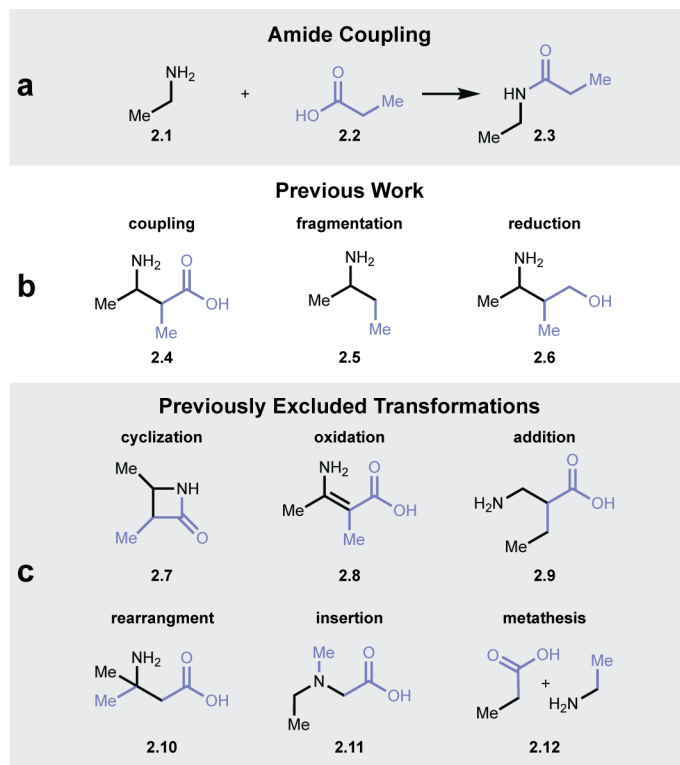 Amide Coupling
a
NH2
Me
2.1
+
O
HO
Me
2.2
O
HN
Me
Me
2.3
Previous Work
coupling fragmentation reduction
b
NH2 O
Me OH
Me
2.4
NH2
Me
Me
2.5
NH2
Me OH
Me
2.6
Previously Excluded Transformations
cyclization oxidation addition
c
Me
NH
Me O
2.7
NH2 O
Me OH
Me
2.8
O
H2N OH
Me
2.9
rearrangment insertion metathesis
NH2 O
Me
Me OH
2.10
Me O
N OH
Me
2.11
O OH Me
+
Me H2N
2.12